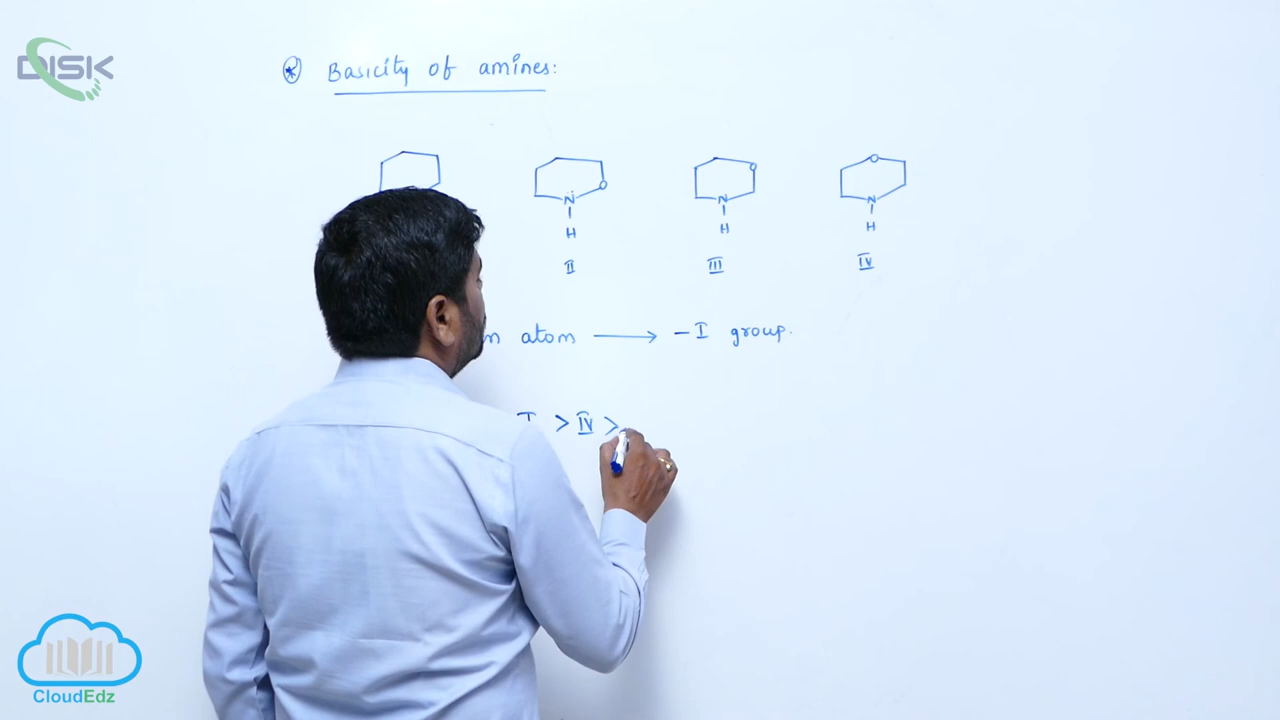 DISK
* Basicity of amines:
O
N O N N
H H H
II III IV
atom → -I group.
I > IV >
CloudEdz